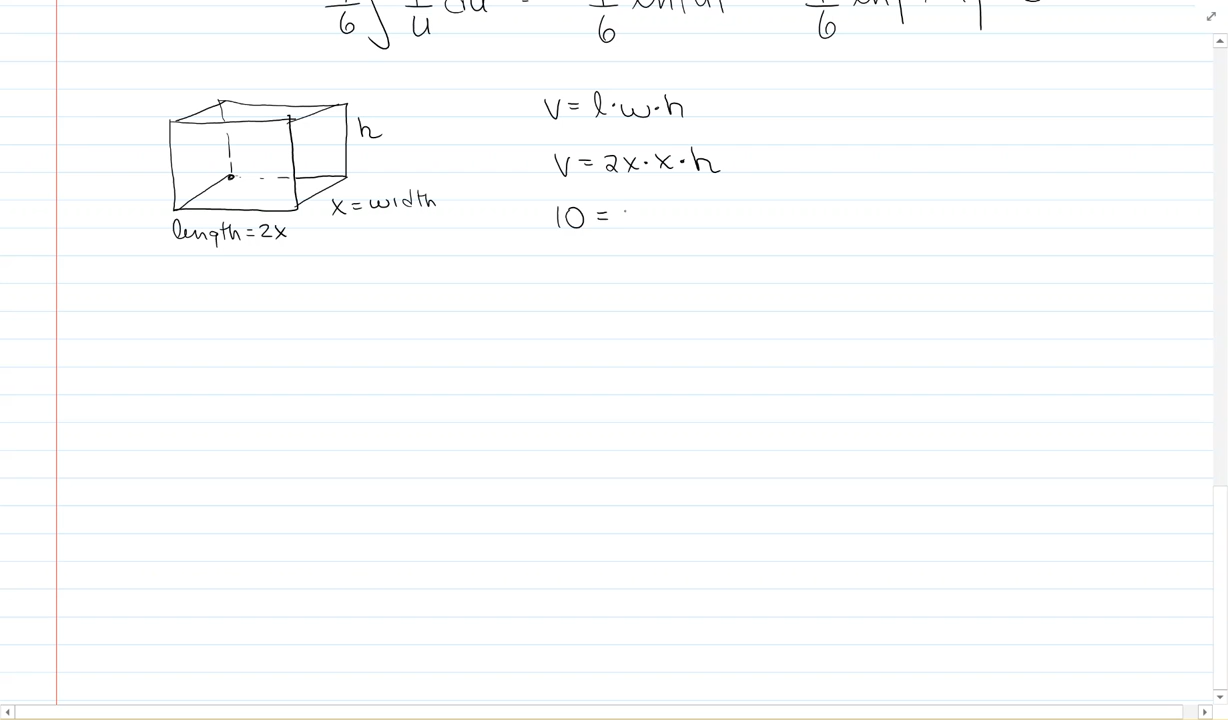 h
x = width
length = 2x
V = l · w · h
V = 2x · x · h
10 =